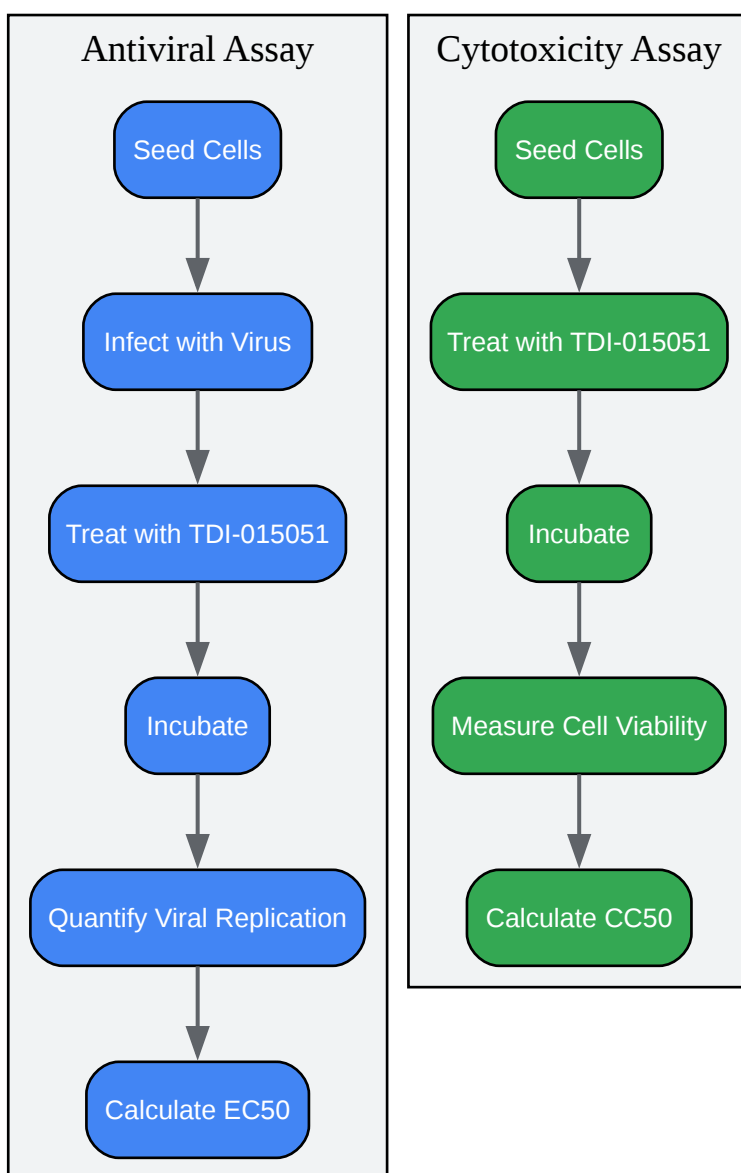 Antiviral Assay
Seed Cells
Infect with Virus
Treat with TDI-015051
Incubate
Quantify Viral Replication
Calculate EC50
Cytotoxicity Assay
Seed Cells
Treat with TDI-015051
Incubate
Measure Cell Viability
Calculate CC50